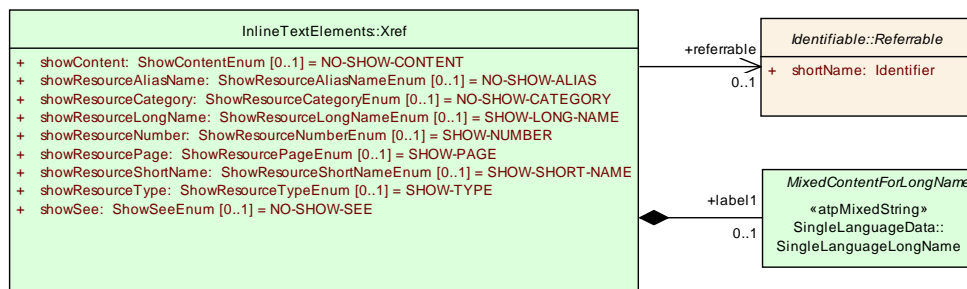 InlineTextElements::Xref
+ showContent: ShowContentEnum [0..1] = NO-SHOW-CONTENT
+ showResourceAliasName: ShowResourceAliasNameEnum [0..1] = NO-SHOW-ALIAS
+ showResourceCategory: ShowResourceCategoryEnum [0..1] = NO-SHOW-CATEGORY
+ showResourceLongName: ShowResourceLongNameEnum [0..1] = SHOW-LONG-NAME
+ showResourceNumber: ShowResourceNumberEnum [0..1] = SHOW-NUMBER
+ showResourcePage: ShowResourcePageEnum [0..1] = SHOW-PAGE
+ showResourceShortName: ShowResourceShortNameEnum [0..1] = SHOW-SHORT-NAME
+ showResourceType: ShowResourceTypeEnum [0..1] = SHOW-TYPE
+ showSee: ShowSeeEnum [0..1] = NO-SHOW-SEE
+referrable
0..1
Identifiable::Referrable
+ shortName: Identifier
+label1
0..1
MixedContentForLongName
«atpMixedString»
SingleLanguageData::
SingleLanguageLongName